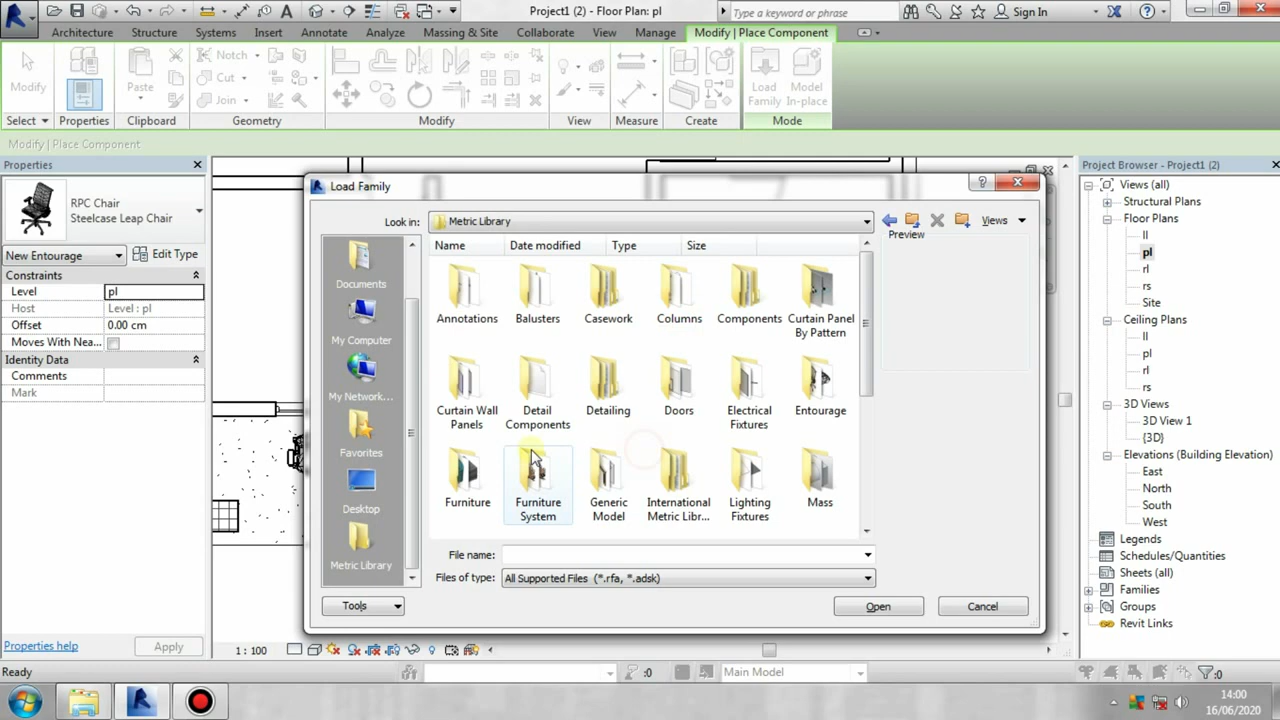 Project1 (2) - Floor Plan: pl
Type a keyword or phrase
Sign In
Architecture Structure Systems Insert Annotate Analyze Massing & Site Collaborate View Manage Modify | Place Component
Modify
Paste
Notch
Cut
Join
Load Family
Model In-place
Select Properties Clipboard Geometry Modify View Measure Create Mode
Modify | Place Component
Properties
RPC Chair
Steelcase Leap Chair
New Entourage
Edit Type
Constraints
Level pl
Host Level : pl
Offset 0.00 cm
Moves With Nea...
Identity Data
Comments
Mark
Properties help
Apply
Load Family
Look in:
Metric Library
Views
Documents
My Computer
My Network...
Favorites
Desktop
Metric Library
Name Date modified Type Size
Annotations
Balusters
Casework
Columns
Components
Curtain Panel
By Pattern
Curtain Wall
Panels
Detail
Components
Detailing
Doors
Electrical
Fixtures
Entourage
Furniture
Furniture
System
Generic
Model
International
Metric Libr...
Lighting
Fixtures
Mass
Preview
File name:
Files of type:
All Supported Files (*.rfa, *.adsk)
Tools
Open
Cancel
Project Browser - Project1 (2)
Views (all)
Structural Plans
Floor Plans
ll
pl
rl
rs
Site
Ceiling Plans
ll
pl
rl
rs
3D Views
3D View 1
{3D}
Elevations (Building Elevation)
East
North
South
West
Legends
Schedules/Quantities
Sheets (all)
Families
Groups
Revit Links
1 : 100
Ready
:0
Main Model
:0
14:00
16/06/2020